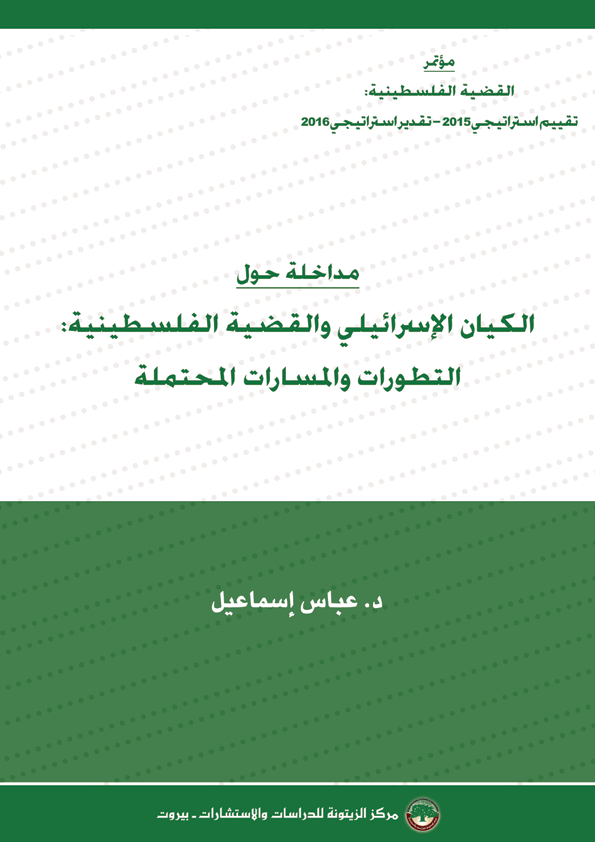 مؤتمر
القضية الفلسطينية:
تقييم استراتيجي 2015 – تقدير استراتيجي 2016
مداخلة حول
الكيان الإسرائيلي والقضية الفلسطينية:
التطورات والمسارات المحتملة
د. عباس إسماعيل
مركز الزيتونة للدراسات والاستشارات - بيروت